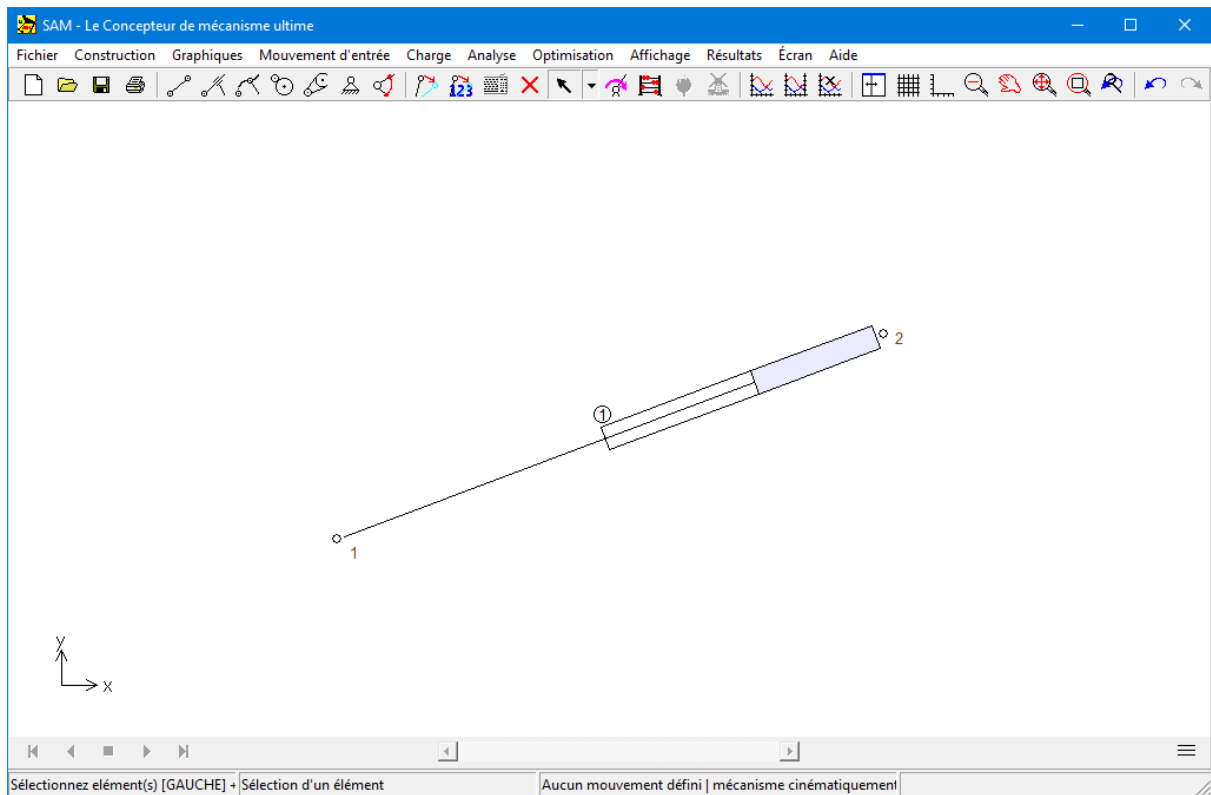 SAM - Le Concepteur de mécanisme ultime
Fichier Construction Graphiques Mouvement d'entrée Charge Analyse Optimisation Affichage Résultats Écran Aide
123
2
1
1
y
x
Sélectionnez elément(s) [GAUCHE] + Sélection d'un élément Aucun mouvement défini | mécanisme cinématiquement